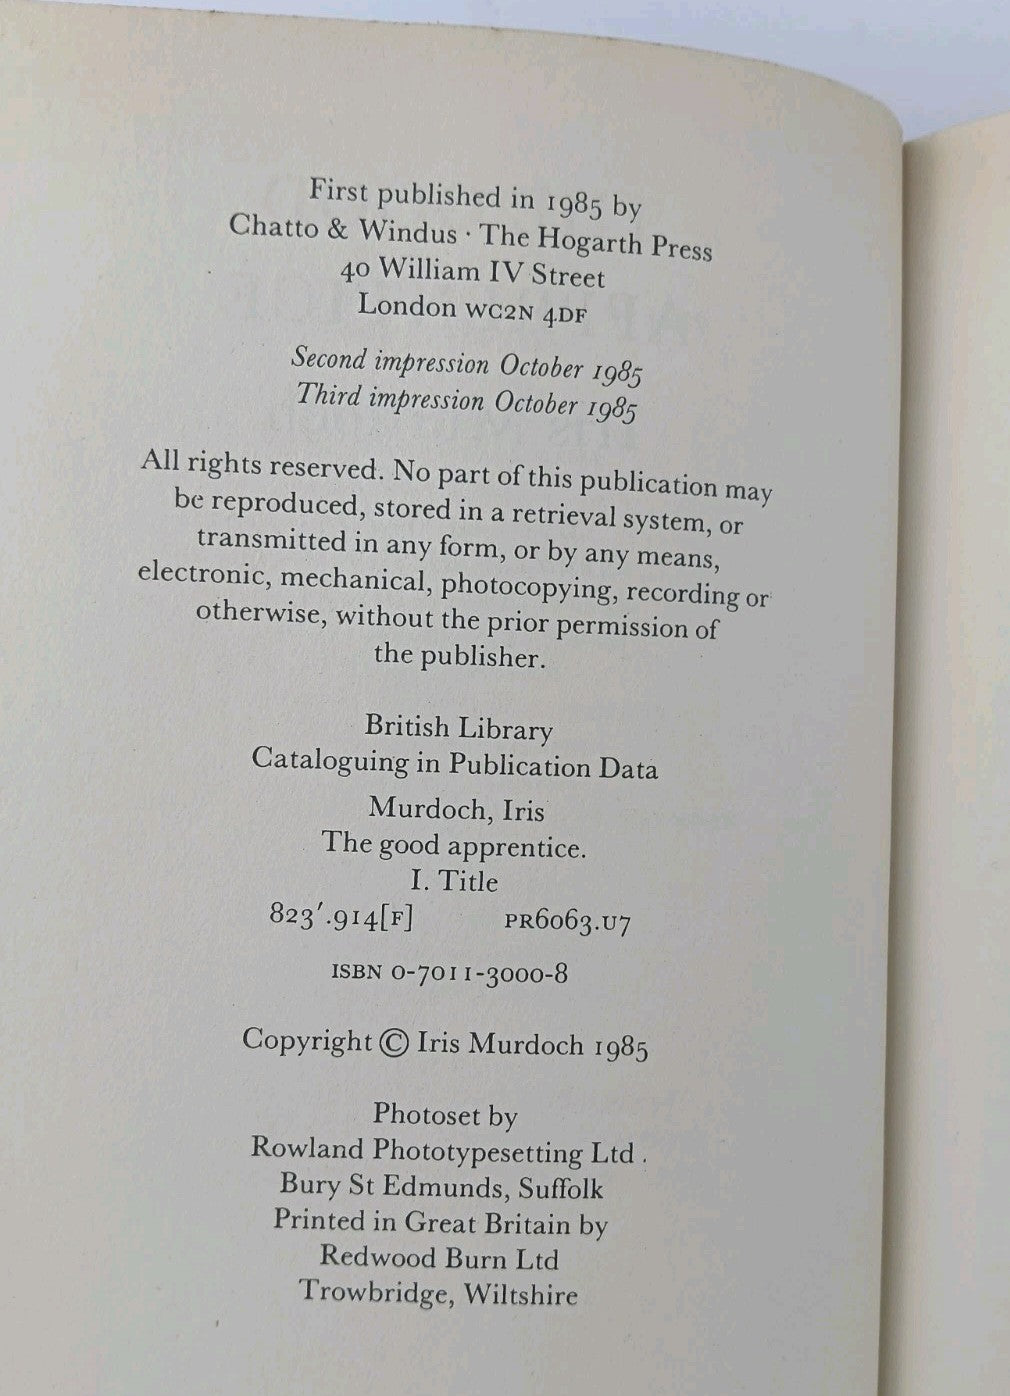 First published in 1985 by
Chatto & Windus · The Hogarth Press
40 William IV Street
London WC2N 4DF
Second impression October 1985
Third impression October 1985
All rights reserved. No part of this publication may
be reproduced, stored in a retrieval system, or
transmitted in any form, or by any means,
electronic, mechanical, photocopying, recording or
otherwise, without the prior permission of
the publisher.
British Library
Cataloguing in Publication Data
Murdoch, Iris
The good apprentice.
I. Title
823′.914[F] PR6063.U7
ISBN 0-7011-3000-8
Copyright © Iris Murdoch 1985
Photoset by
Rowland Phototypesetting Ltd.
Bury St Edmunds, Suffolk
Printed in Great Britain by
Redwood Burn Ltd
Trowbridge, Wiltshire